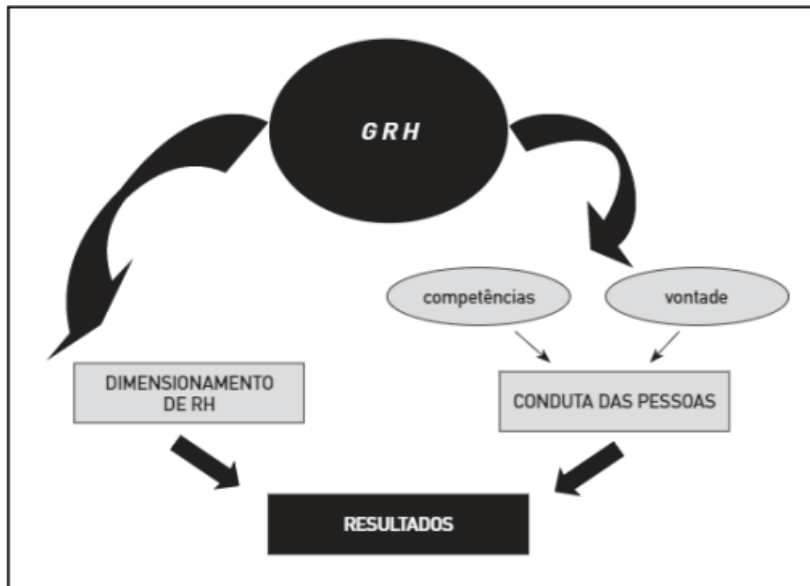 GRH
competências
vontade
DIMENSIONAMENTO
DE RH
CONDUTA DAS PESSOAS
RESULTADOS